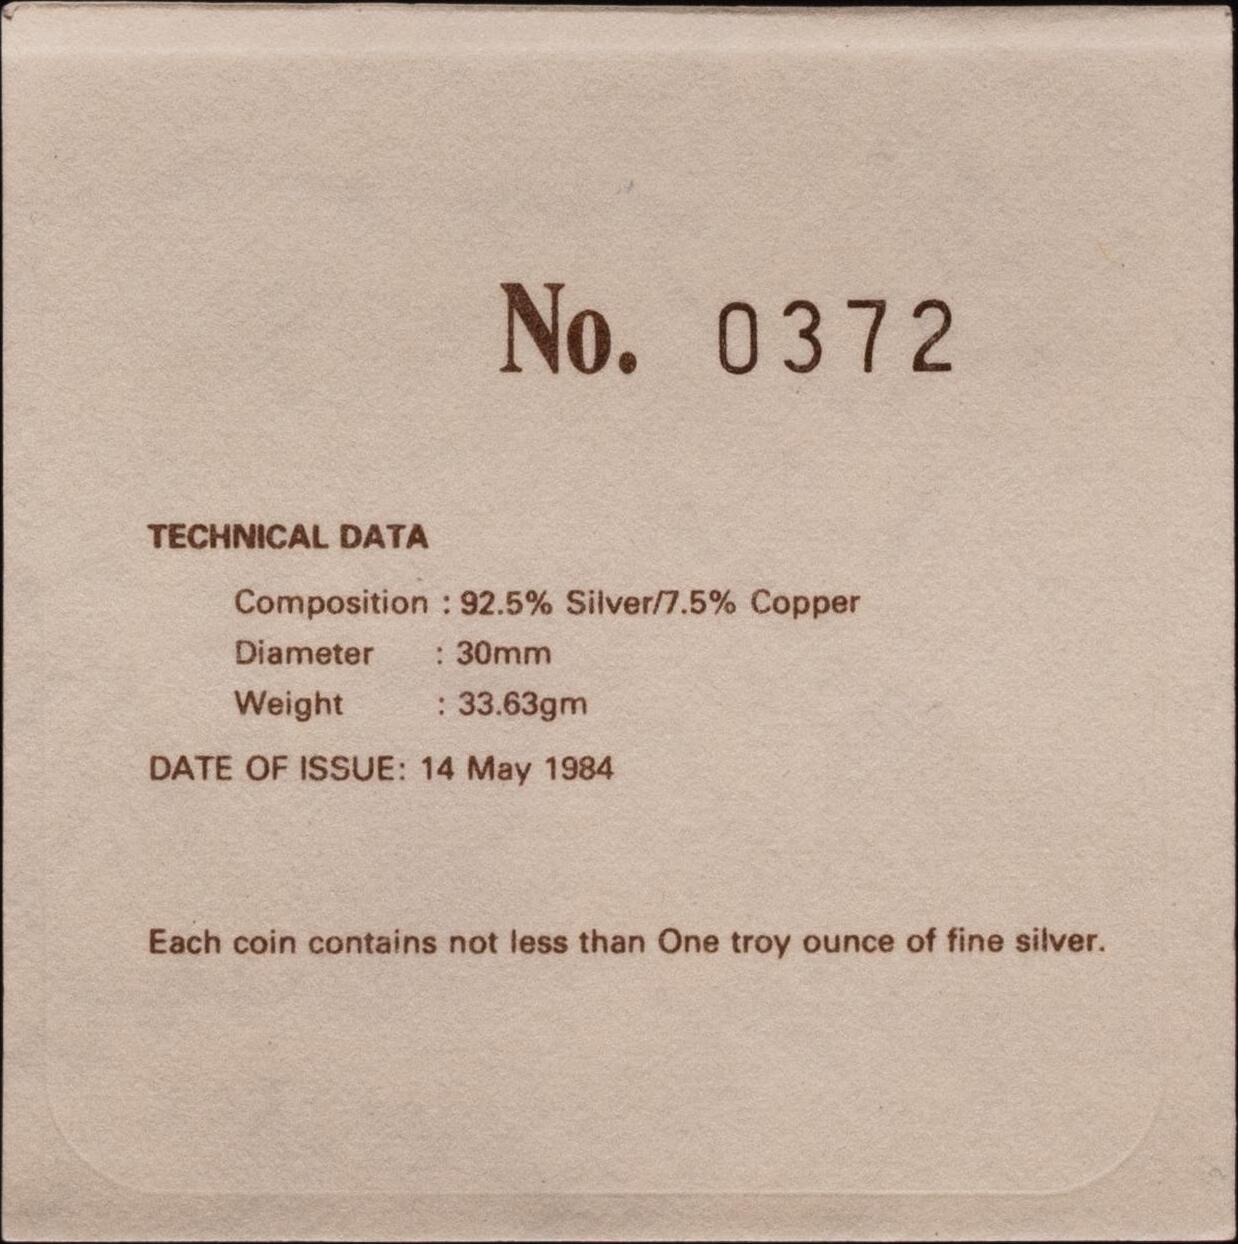 No. 0372
TECHNICAL DATA
Composition : 92.5% Silver/7.5% Copper
Diameter : 30mm
Weight : 33.63gm
DATE OF ISSUE: 14 May 1984
Each coin contains not less than One troy ounce of fine silver.